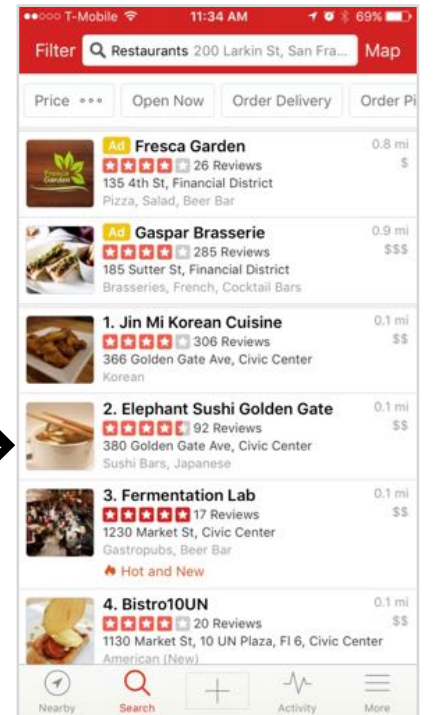 ●●○○○ T-Mobile 11:34 AM 69%
Filter Restaurants 200 Larkin St, San Fra... Map
Price Open Now Order Delivery Order Pi
Fresca Garden
Ad Fresca Garden 0.8 mi
26 Reviews $
135 4th St, Financial District
Pizza, Salad, Beer Bar
Ad Gaspar Brasserie 0.9 mi
285 Reviews $$$
185 Sutter St, Financial District
Brasseries, French, Cocktail Bars
1. Jin Mi Korean Cuisine 0.1 mi
306 Reviews $$
366 Golden Gate Ave, Civic Center
Korean
2. Elephant Sushi Golden Gate 0.1 mi
92 Reviews $$
380 Golden Gate Ave, Civic Center
Sushi Bars, Japanese
3. Fermentation Lab 0.1 mi
17 Reviews $$
1230 Market St, Civic Center
Gastropubs, Beer Bar
Hot and New
4. Bistro10UN 0.1 mi
20 Reviews $$
1130 Market St, 10 UN Plaza, Fl 6, Civic Center
American (New)
Nearby Search Activity More